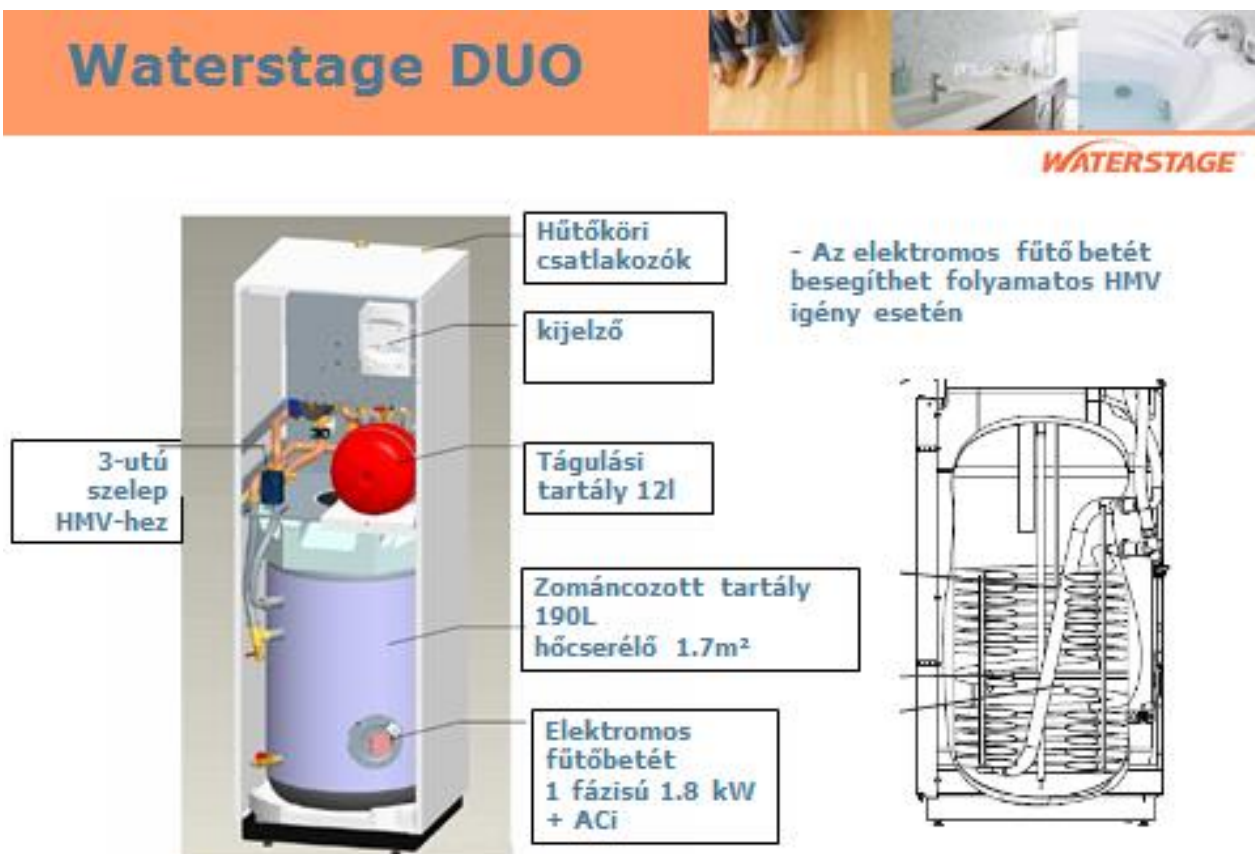 Waterstage DUO
WATERSTAGE
Hűtőköri
csatlakozók
- Az elektromos fűtő betét
besegíthet folyamatos HMV
igény esetén
kijelző
3-utú
szelep
HMV-hez
Tágulási
tartály 12l
Zománcozott tartály
190L
hőcserélő 1.7m²
Elektromos
fűtőbetét
1 fázisú 1.8 kW
+ ACi